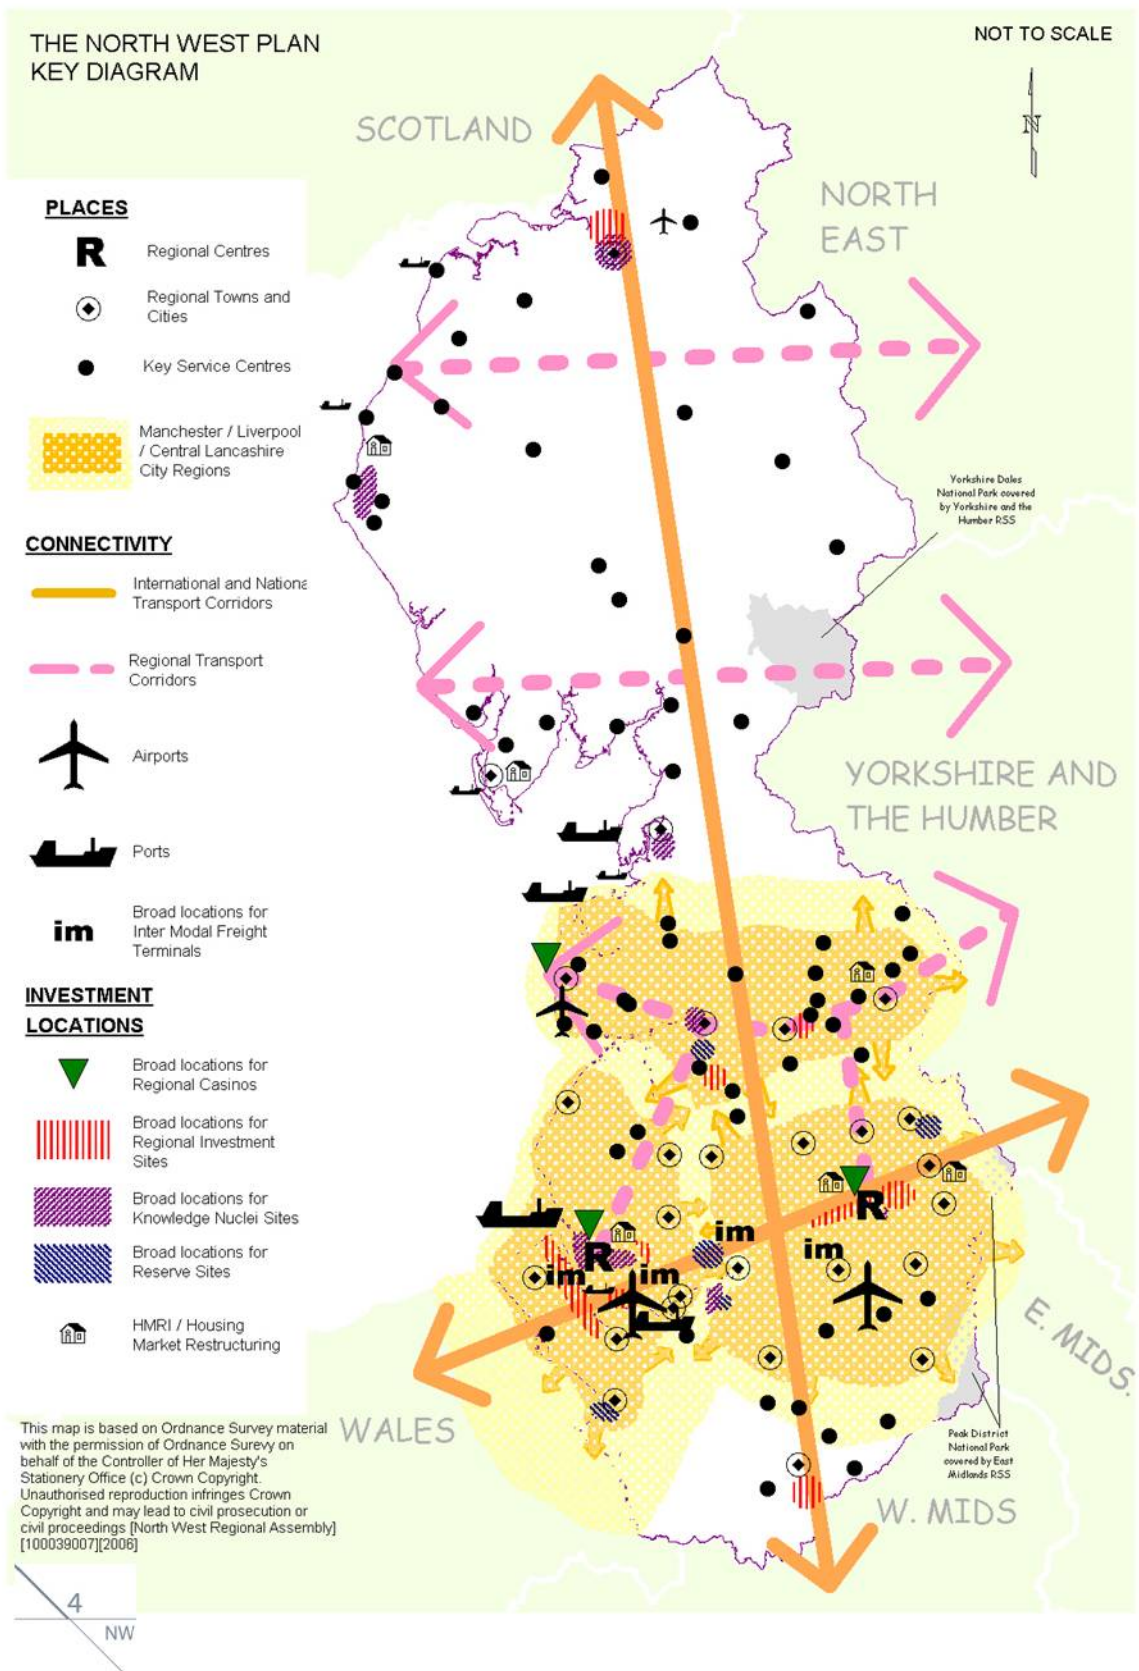 THE NORTH WEST PLAN
KEY DIAGRAM
NOT TO SCALE
N
SCOTLAND
NORTH
EAST
PLACES
R
Regional Centres
Regional Towns and
Cities
Key Service Centres
Manchester / Liverpool
/ Central Lancashire
City Regions
Yorkshire Dales
National Park covered
by Yorkshire and the
Humber RSS
CONNECTIVITY
International and Nationa
Transport Corridors
Regional Transport
Corridors
Airports
YORKSHIRE AND
THE HUMBER
Ports
im
Broad locations for
Inter Modal Freight
Terminals
INVESTMENT
LOCATIONS
Broad locations for
Regional Casinos
Broad locations for
Regional Investment
Sites
Broad locations for
Knowledge Nuclei Sites
Broad locations for
Reserve Sites
HMRI / Housing
Market Restructuring
R
im
R
im
im
im
E. MIDS.
WALES
Peak District
National Park
covered by East
Midlands RSS
W. MIDS
This map is based on Ordnance Survey material
with the permission of Ordnance Surevy on
behalf of the Controller of Her Majesty's
Stationery Office (c) Crown Copyright.
Unauthorised reproduction infringes Crown
Copyright and may lead to civil prosecution or
civil proceedings [North West Regional Assembly]
[100039007][2006]
4
NW